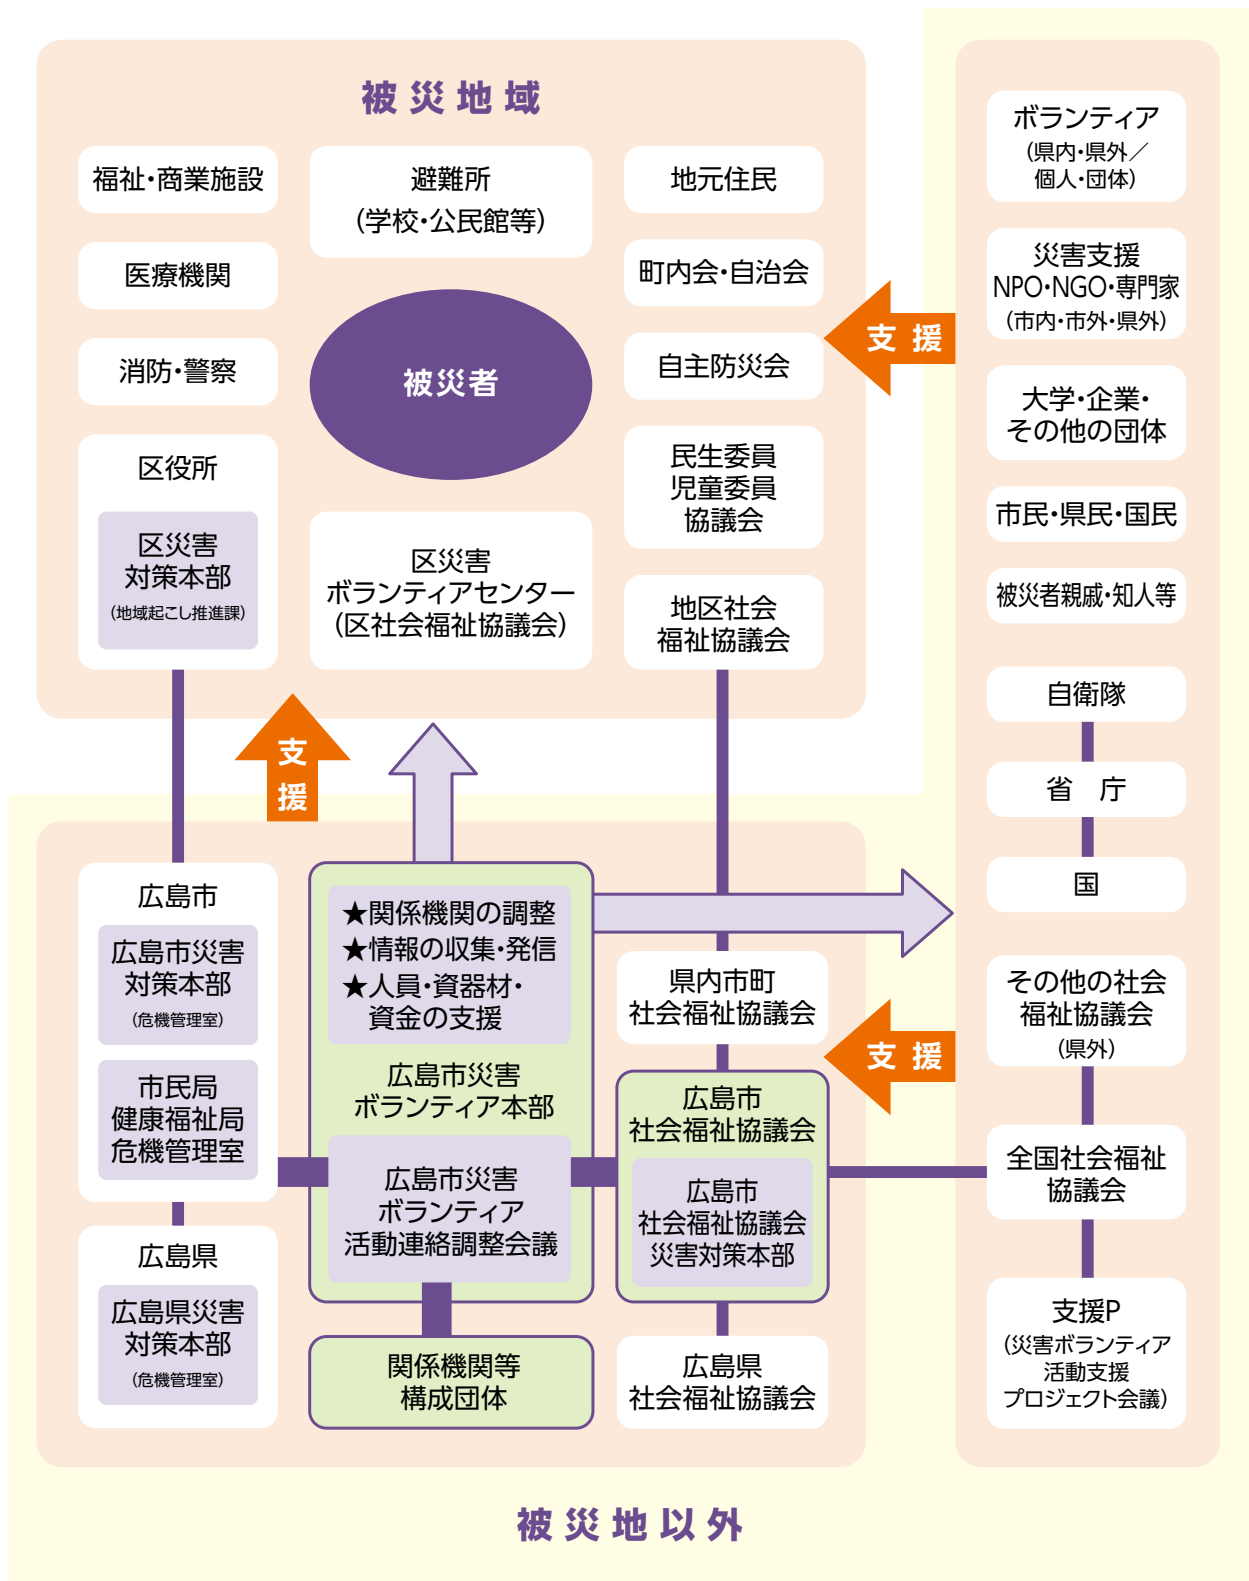 被災地域
福祉・商業施設
医療機関
消防・警察
区役所
区災害
対策本部
（地域起こし推進課）
避難所
（学校・公民館等）
被災者
区災害
ボランティアセンター
（区社会福祉協議会）
地元住民
町内会・自治会
自主防災会
民生委員
児童委員
協議会
地区社会
福祉協議会
支援
支援
ボランティア
（県内・県外／
個人・団体）
災害支援
NPO・NGO・専門家
（市内・市外・県外）
大学・企業・
その他の団体
市民・県民・国民
被災者親戚・知人等
自衛隊
省　庁
国
その他の社会
福祉協議会
（県外）
全国社会福祉
協議会
支援P
（災害ボランティア
活動支援
プロジェクト会議）
広島市
広島市災害
対策本部
（危機管理室）
市民局
健康福祉局
危機管理室
広島県
広島県災害
対策本部
（危機管理室）
★関係機関の調整
★情報の収集・発信
★人員・資器材・
資金の支援
広島市災害
ボランティア本部
広島市災害
ボランティア
活動連絡調整会議
関係機関等
構成団体
県内市町
社会福祉協議会
広島市
社会福祉協議会
広島市
社会福祉協議会
災害対策本部
広島県
社会福祉協議会
支援
被災地以外